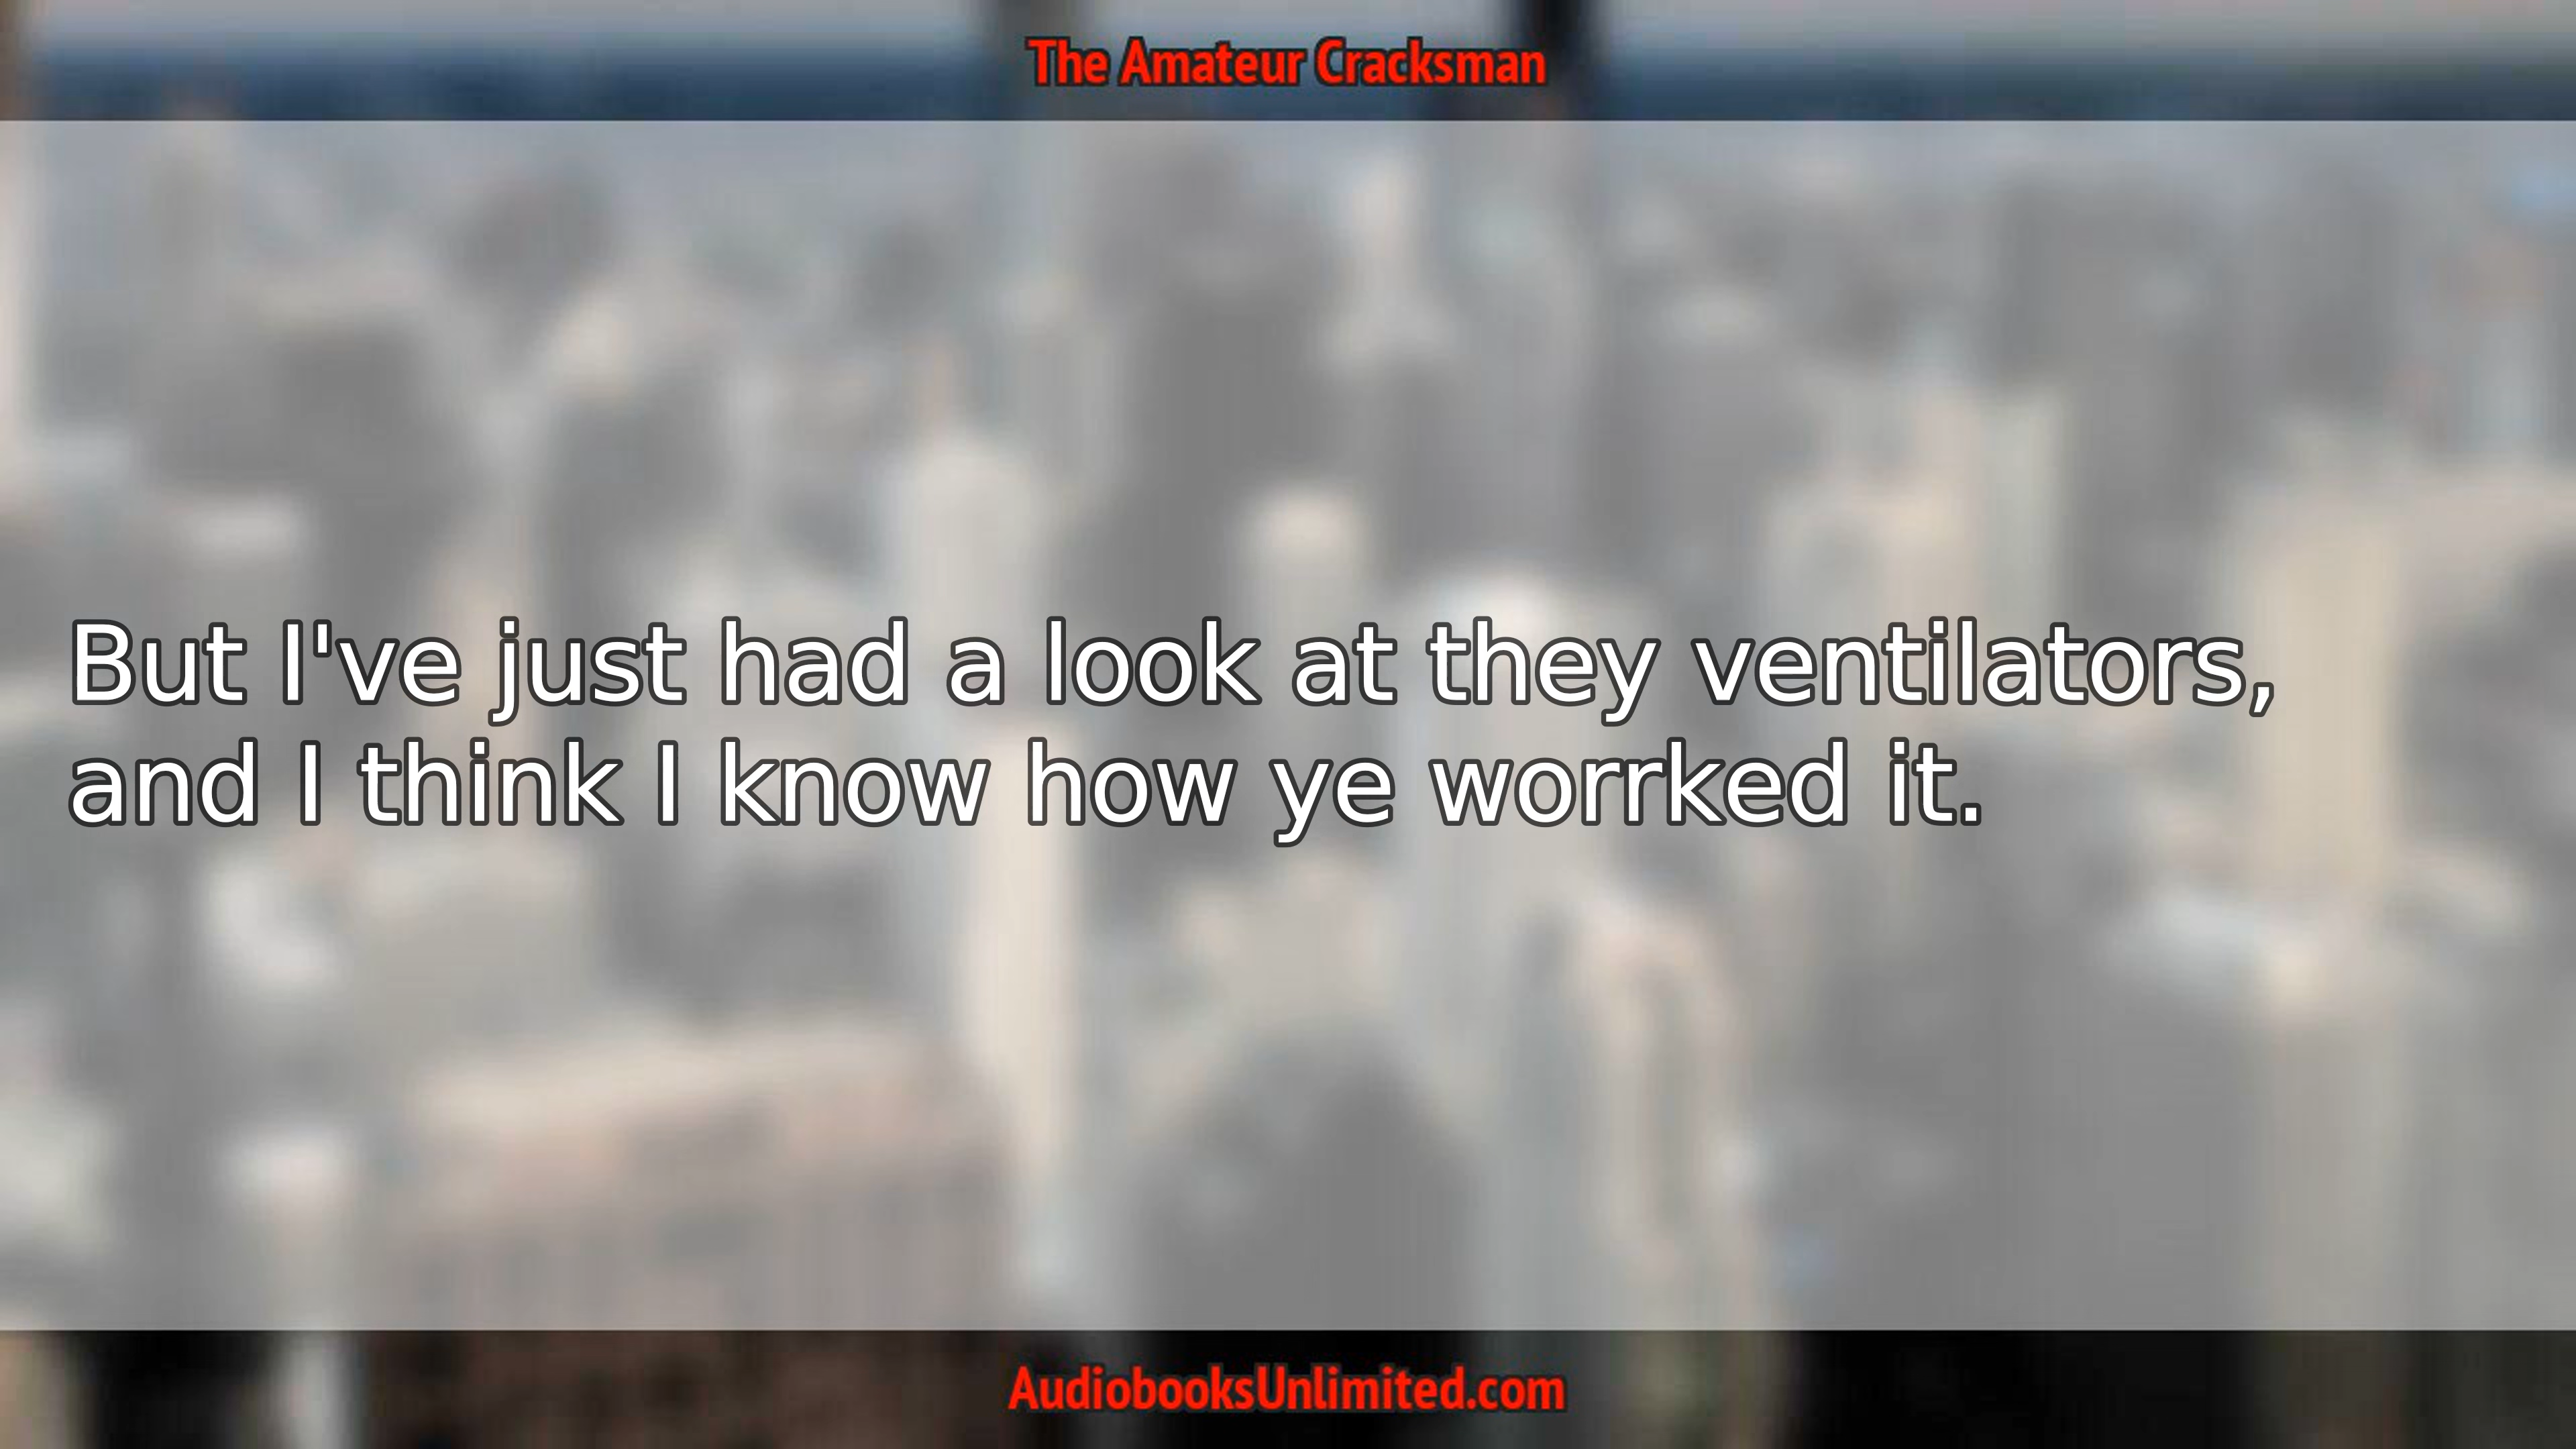 The Amateur Cracksman
But I've just had a look at they ventilators,
and I think I know how ye worrked it.
AudiobooksUnlimited.com